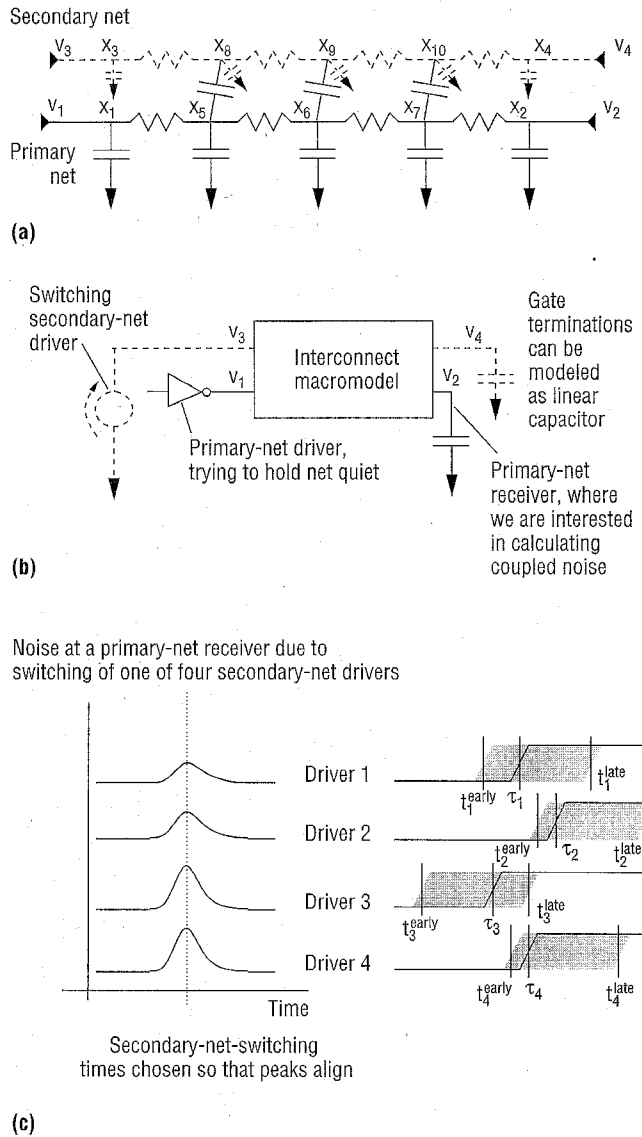 Secondary net
V3 X3 X8 X9 X10 X4 V4
V1 X1 X5 X6 X7 X2 V2
Primary
net
(a)
Switching
secondary-net
driver
V3
V1
Interconnect
macromodel
V4
V2
Gate
terminations
can be
modeled
as linear
capacitor
Primary-net driver,
trying to hold net quiet
Primary-net
receiver, where
we are interested
in calculating
coupled noise
(b)
Noise at a primary-net receiver due to
switching of one of four secondary-net drivers
Driver 1
t1early τ1 t1late
Driver 2
t2early τ2 t2late
Driver 3
t3early τ3 t3late
Driver 4
t4early τ4 t4late
Time
Secondary-net-switching
times chosen so that peaks align
(c)